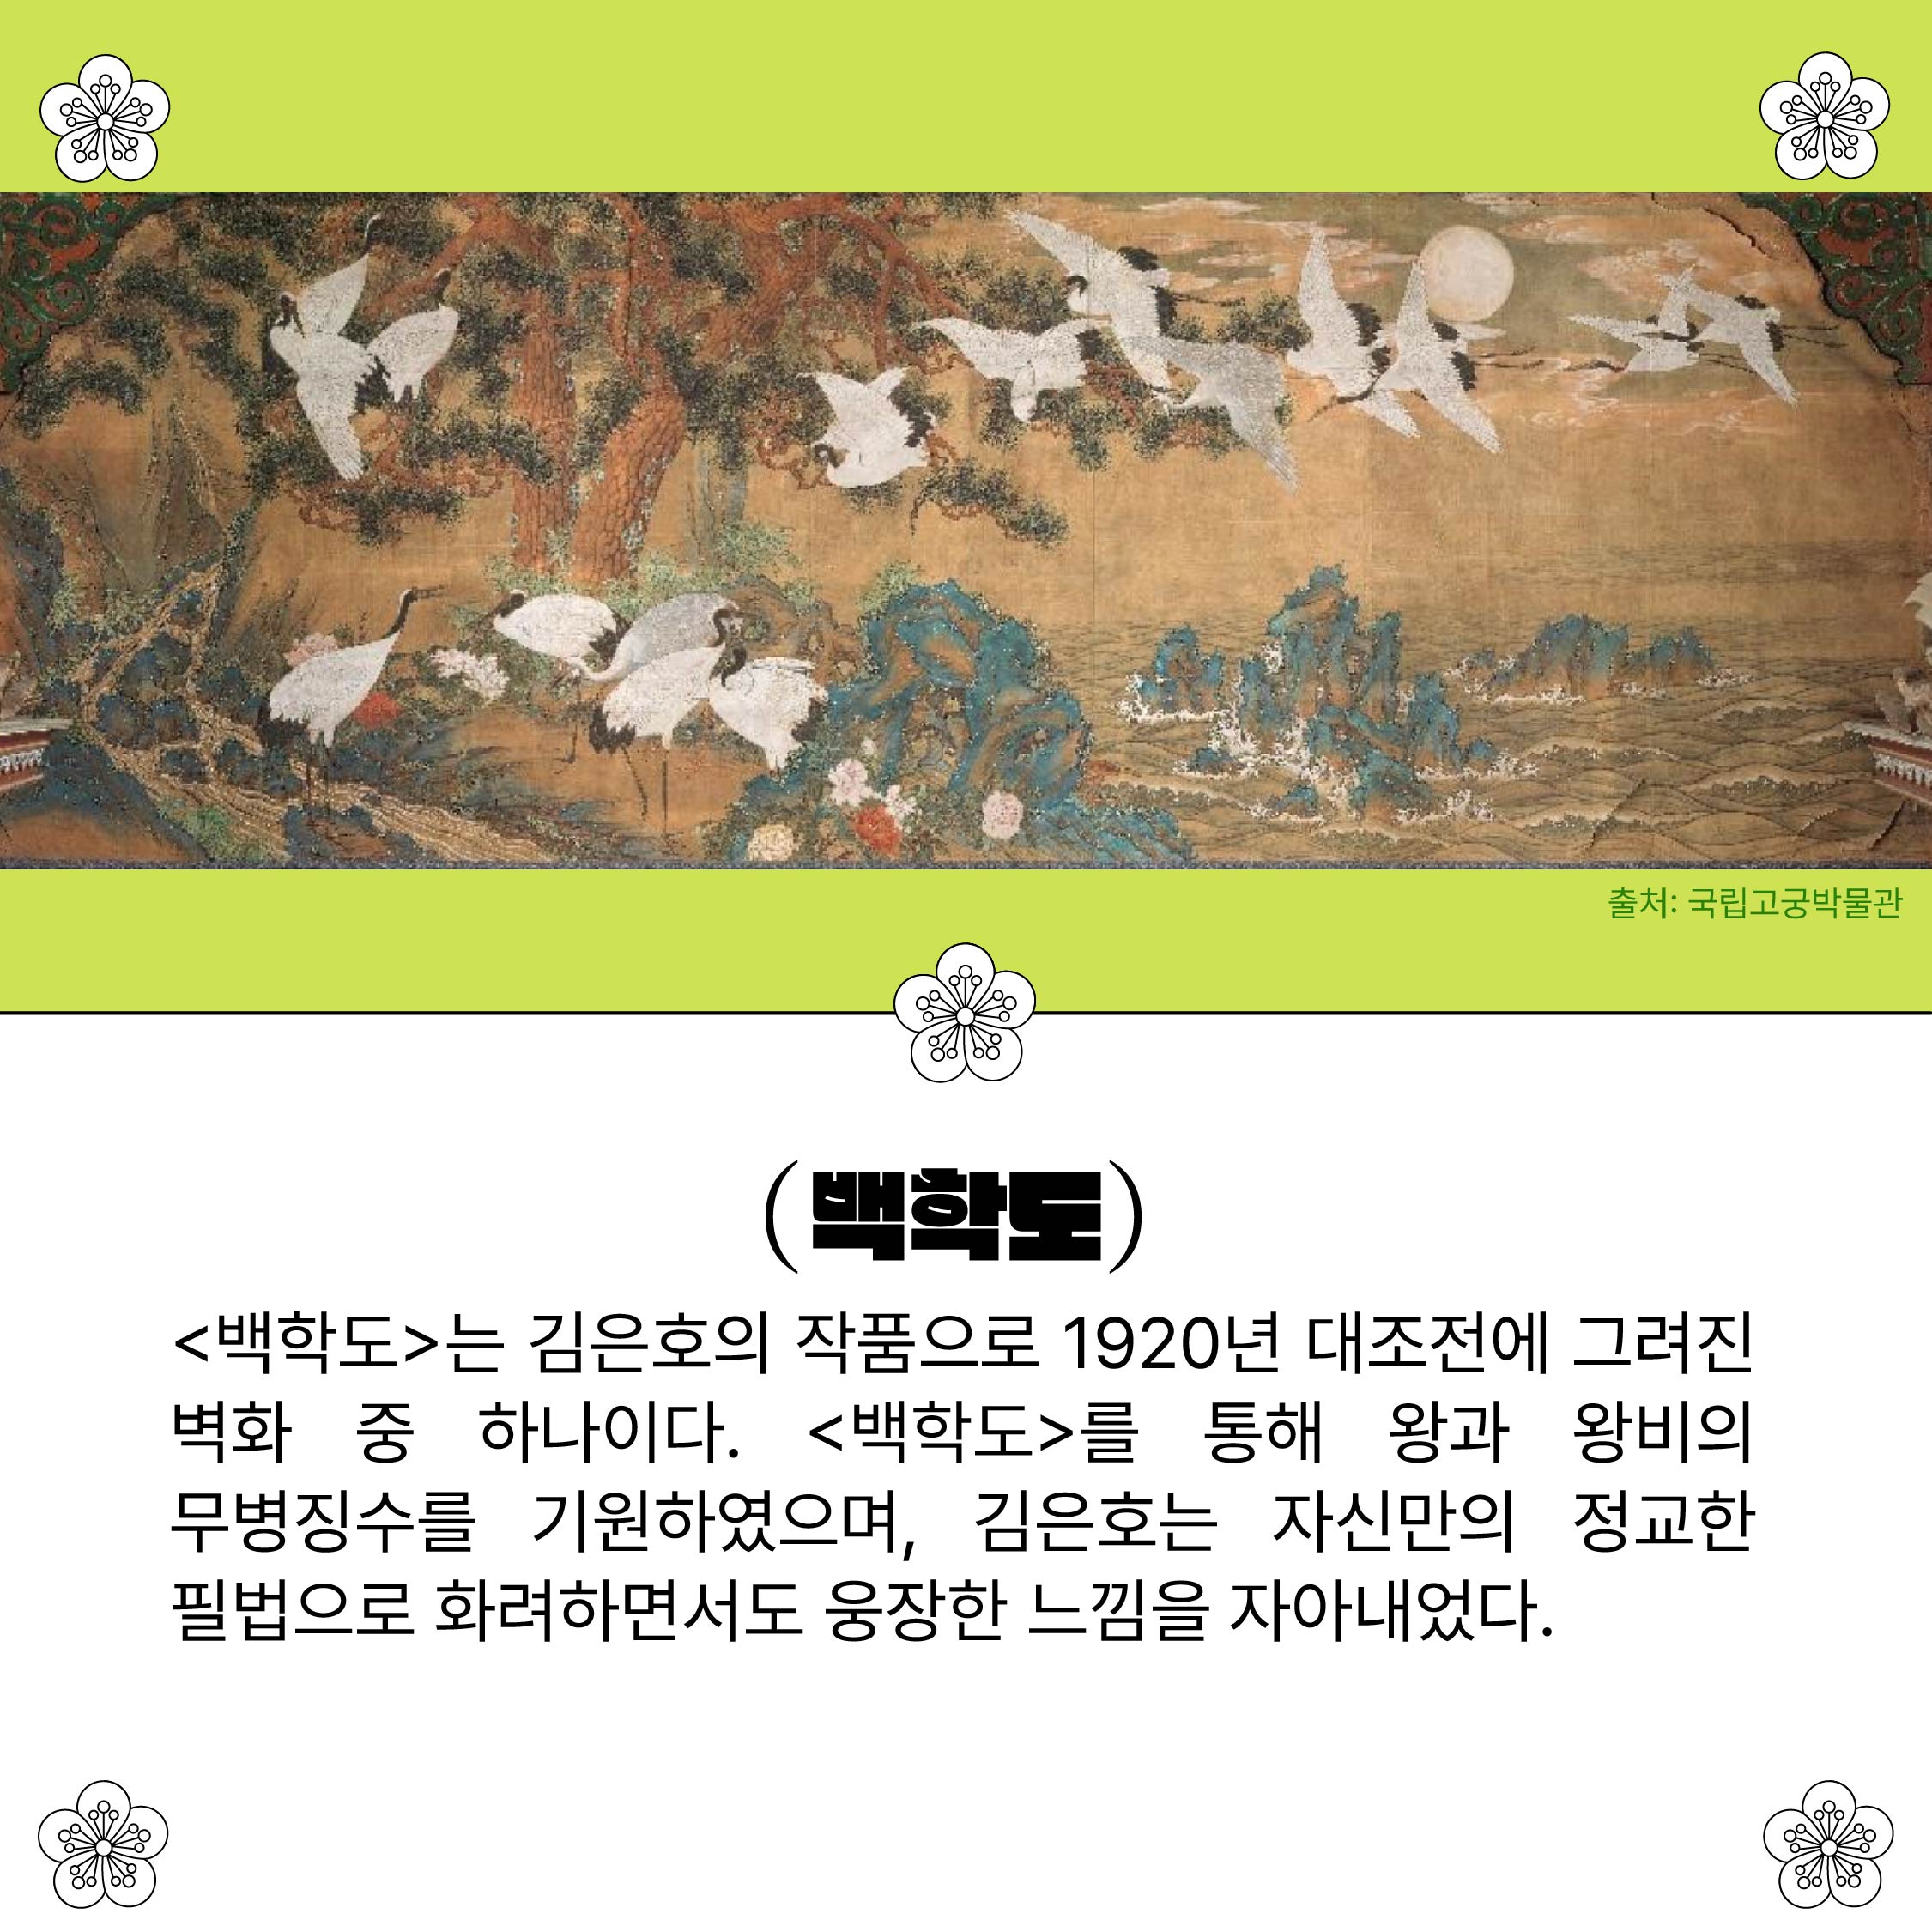 출처: 국립고궁박물관
(백학도)
<백학도>는 김은호의 작품으로 1920년 대조전에 그려진
벽화 중 하나이다. <백학도>를 통해 왕과 왕비의
무병징수를 기원하였으며, 김은호는 자신만의 정교한
필법으로 화려하면서도 웅장한 느낌을 자아내었다.